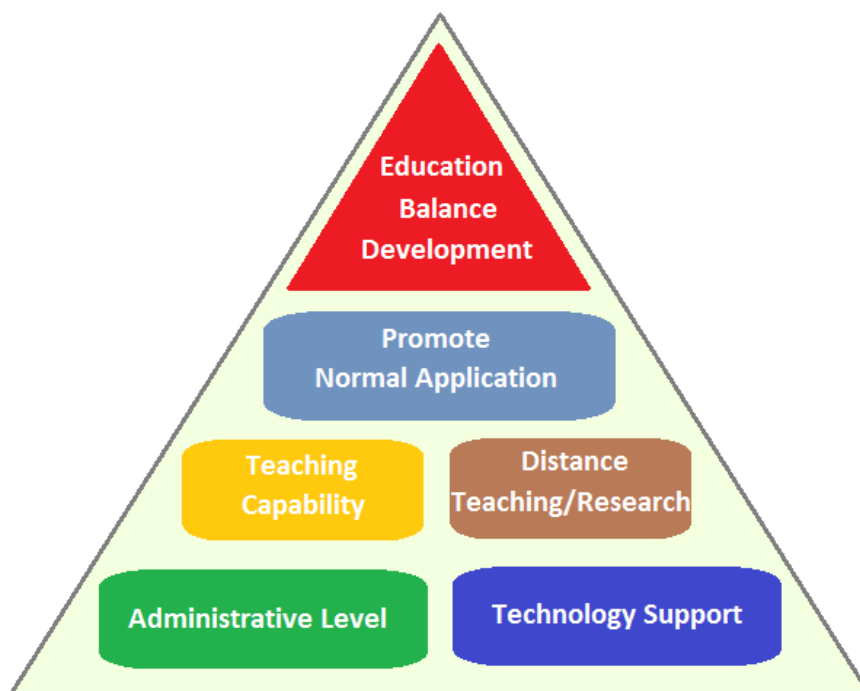 Education
Balance
Development
Promote
Normal Application
Teaching
Capability
Distance
Teaching/Research
Administrative Level
Technology Support